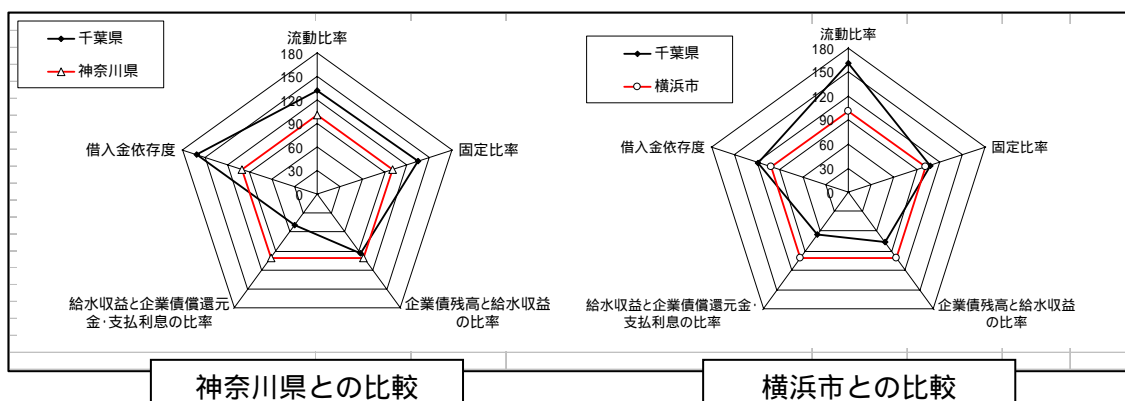 千葉県
神奈川県
流動比率
180
150
120
90
60
30
0
固定比率
企業債残高と給水収益
の比率
給水収益と企業債償還元
金・支払利息の比率
借入金依存度
神奈川県との比較
千葉県
横浜市
流動比率
180
150
120
90
60
30
0
固定比率
企業債残高と給水収益
の比率
給水収益と企業債償還元金・
支払利息の比率
借入金依存度
横浜市との比較